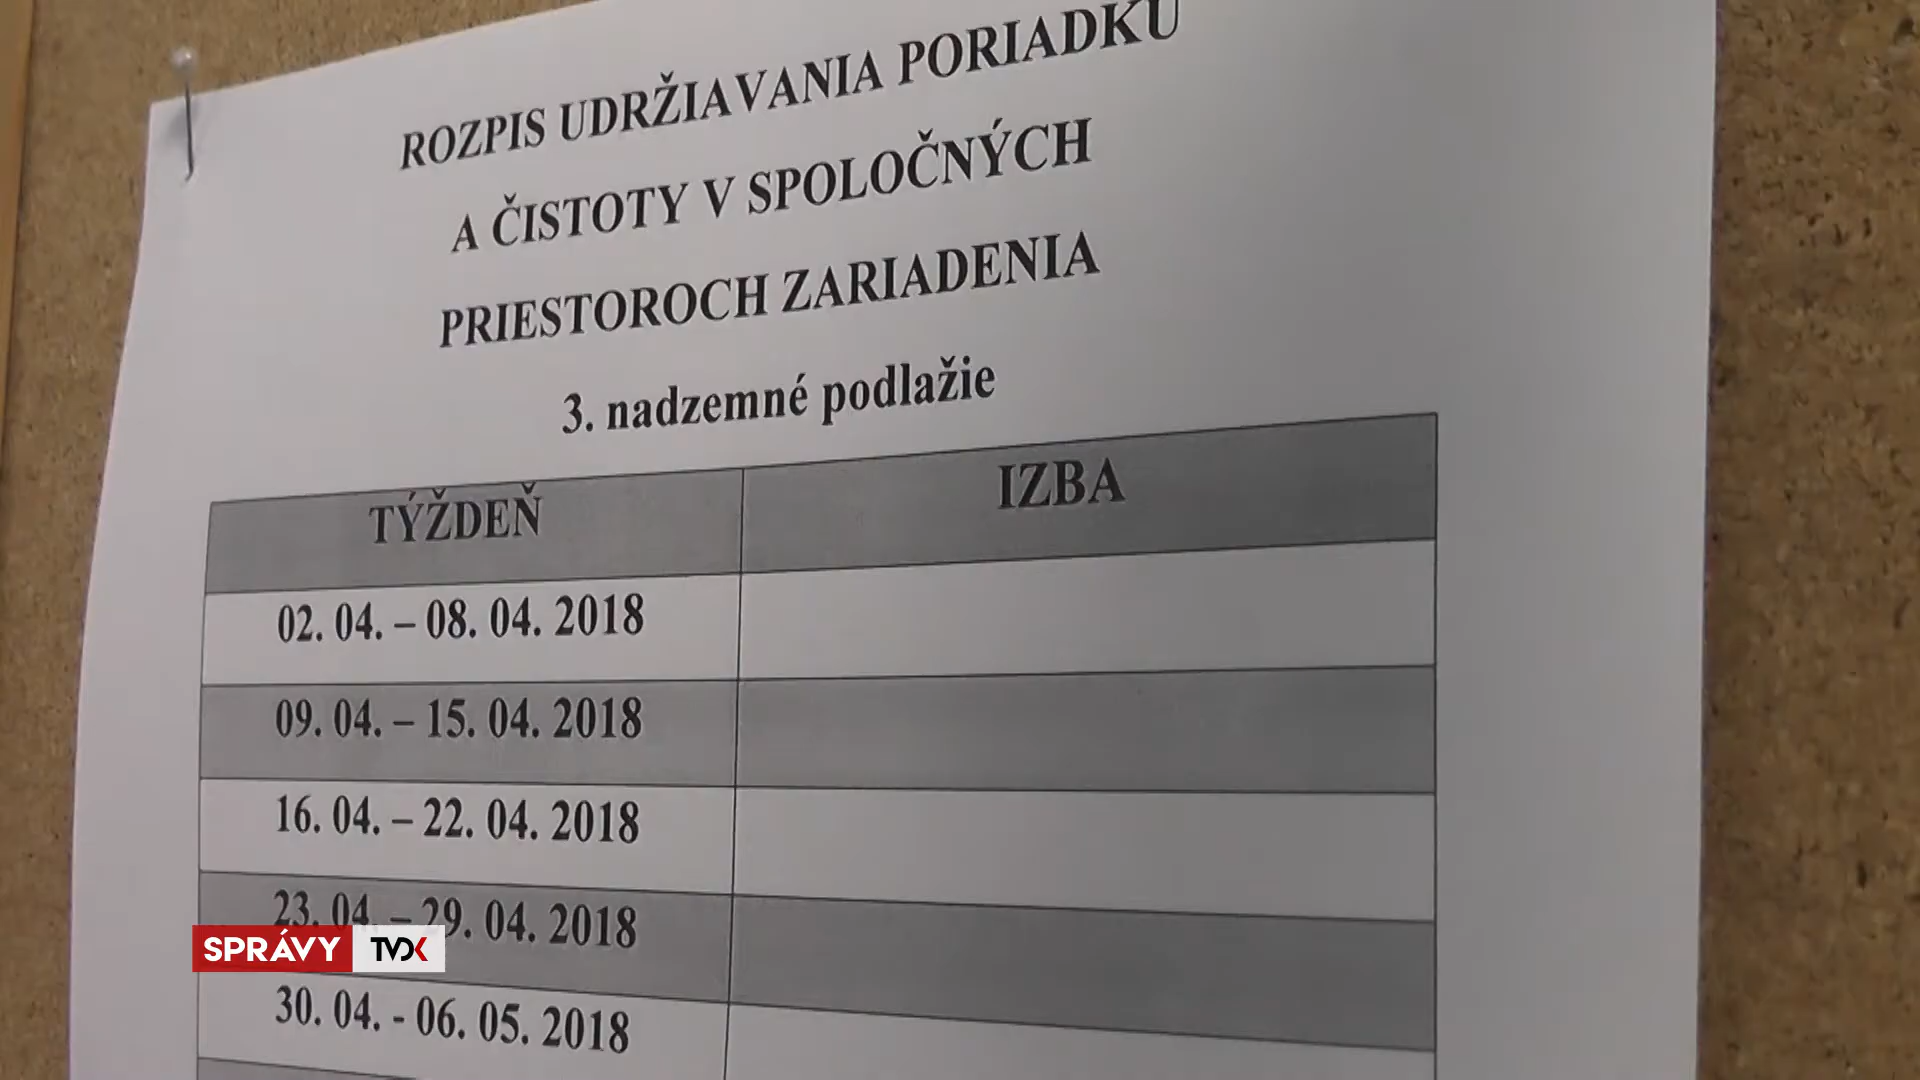 ROZPIS UDRŽIAVANIA PORIADKU
A ČISTOTY V SPOLOČNÝCH
PRIESTOROCH ZARIADENIA
3. nadzemné podlažie
TÝŽDEŇ IZBA
02. 04. – 08. 04. 2018
09. 04. – 15. 04. 2018
16. 04. – 22. 04. 2018
23. 04. – 29. 04. 2018
SPRÁVY TVDK
30. 04. - 06. 05. 2018